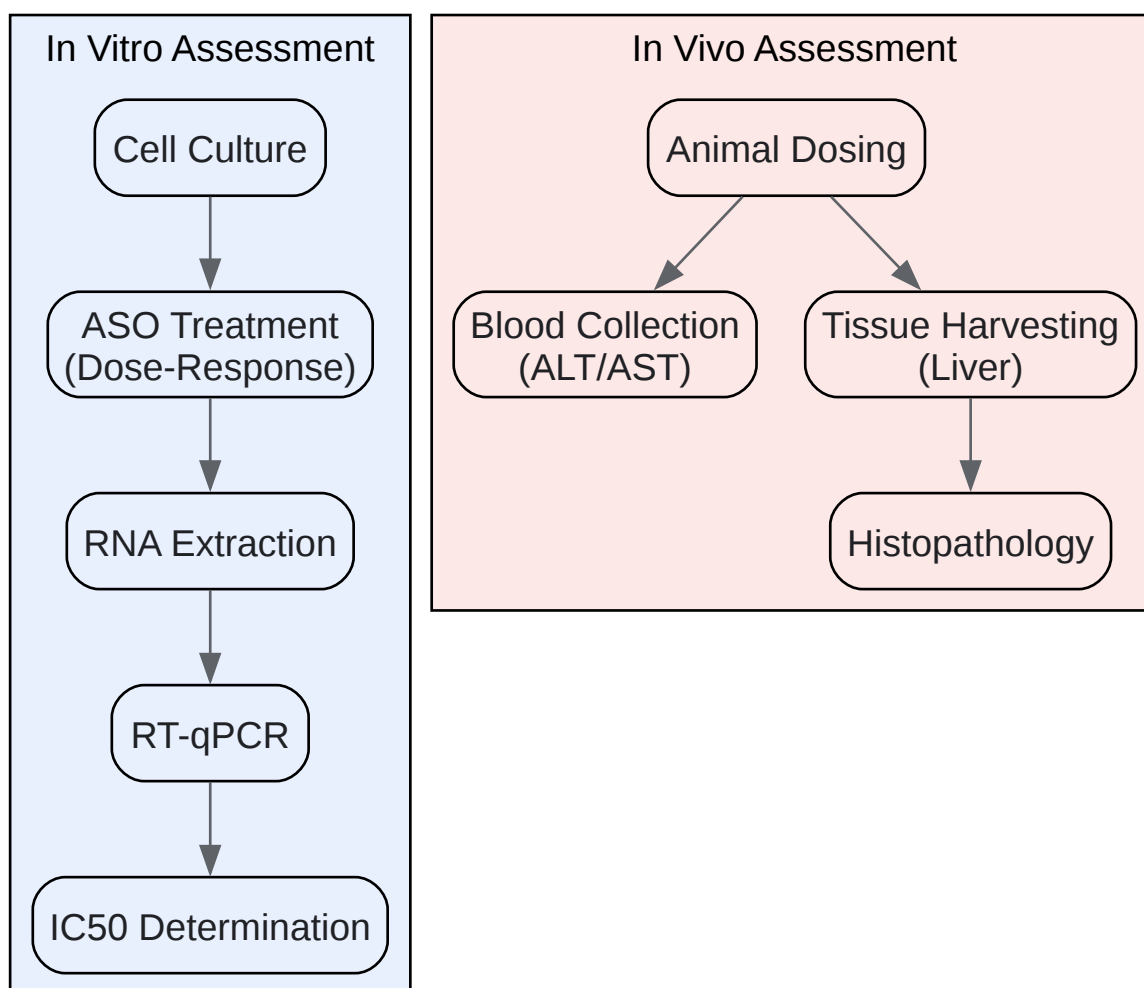 In Vitro Assessment
Cell Culture
ASO Treatment
(Dose-Response)
RNA Extraction
RT-qPCR
IC50 Determination
In Vivo Assessment
Animal Dosing
Blood Collection
(ALT/AST)
Tissue Harvesting
(Liver)
Histopathology